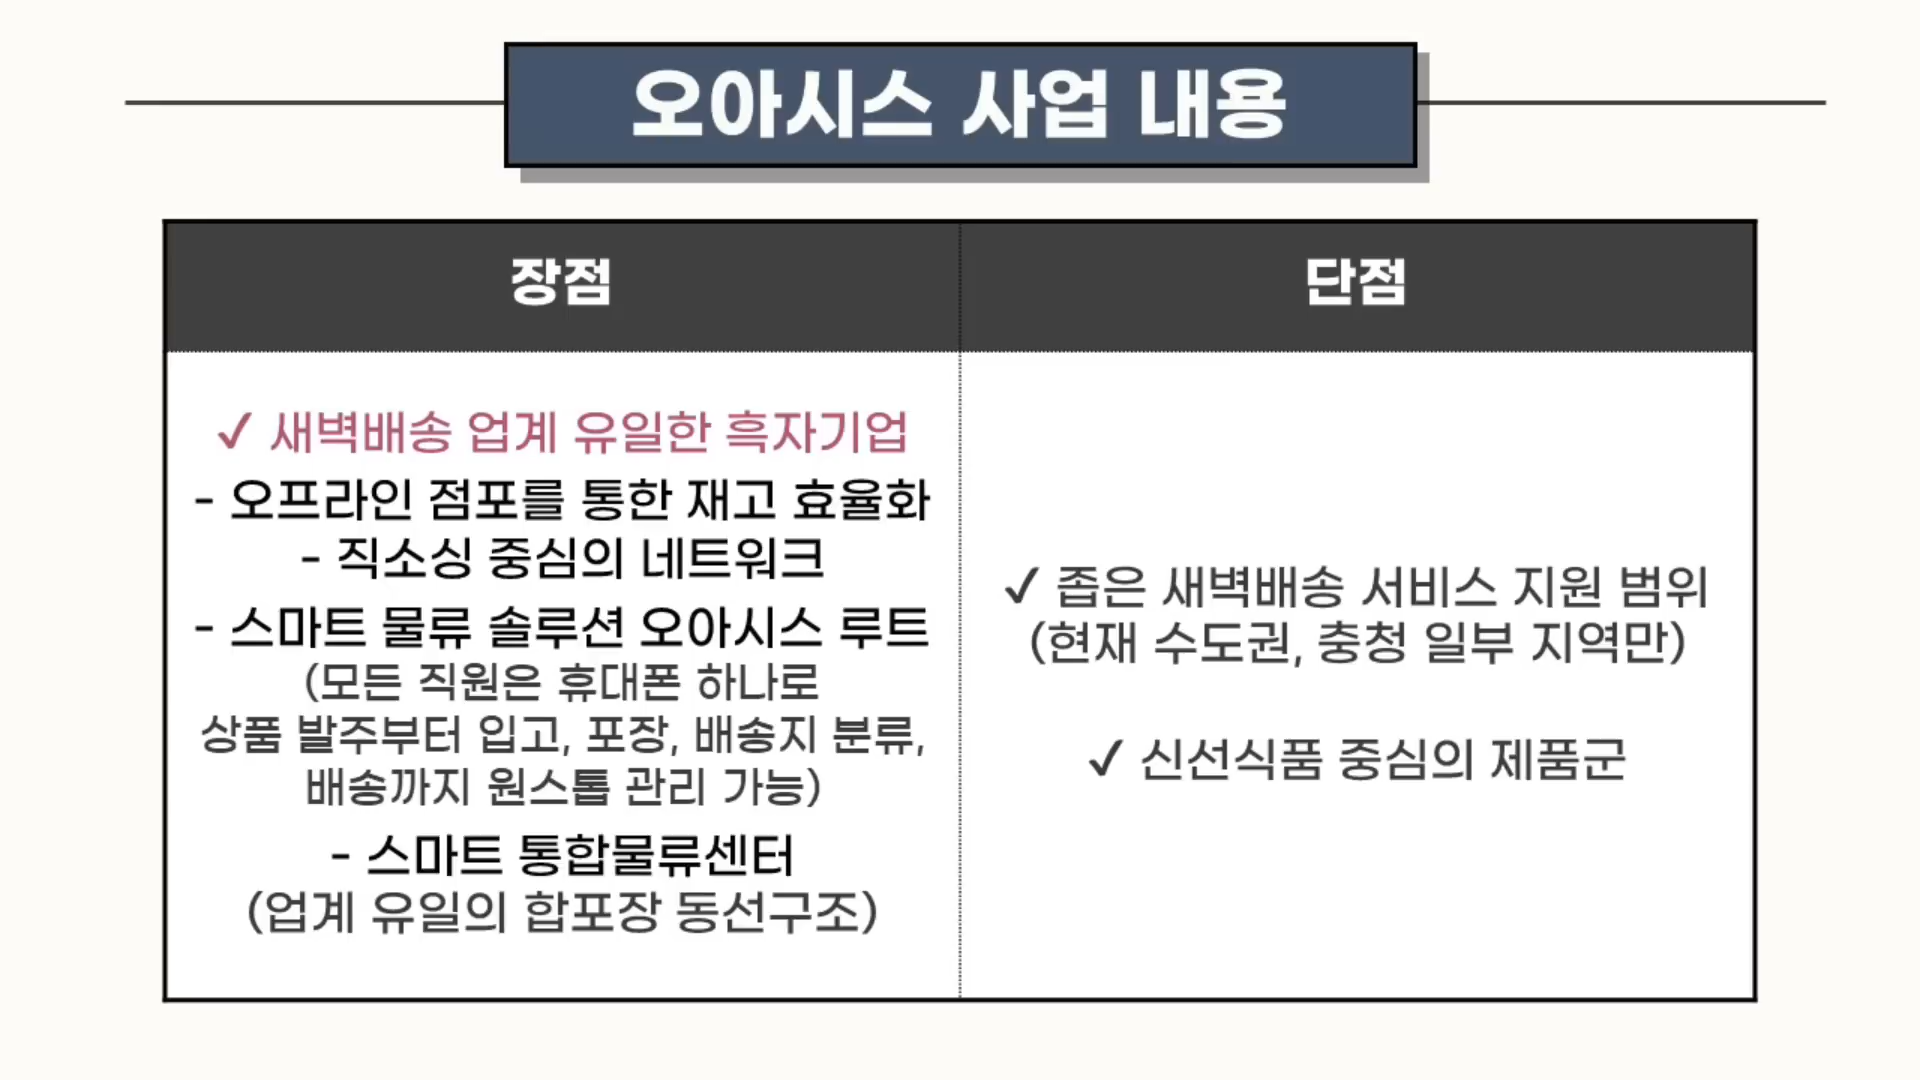 오아시스 사업 내용
장점
단점
✓ 새벽배송 업계 유일한 흑자기업
- 오프라인 점포를 통한 재고 효율화
- 직소싱 중심의 네트워크
- 스마트 물류 솔루션 오아시스 루트
(모든 직원은 휴대폰 하나로
상품 발주부터 입고, 포장, 배송지 분류,
배송까지 원스톱 관리 가능)
- 스마트 통합물류센터
(업계 유일의 합포장 동선구조)
✓ 좁은 새벽배송 서비스 지원 범위
(현재 수도권, 충청 일부 지역만)
✓ 신선식품 중심의 제품군